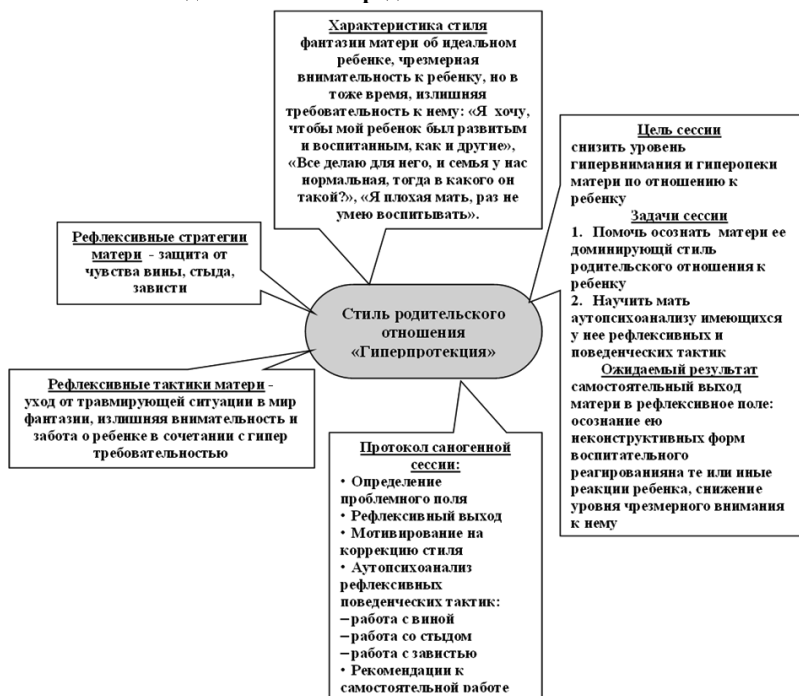 Характеристика стиля
фантазии матери об идеальном
ребенке, чрезмерная
внимательность к ребенку, но в
тоже время, излишняя
требовательность к нему: «Я хочу,
чтобы мой ребенок был развитым
и воспитанным, как и другие»,
«Все делаю для него, и семья у нас
нормальная, тогда в какого он
такой?», «Я плохая мать, раз не
умею воспитывать».
Рефлексивные стратегии
матери - защита от
чувства вины, стыда,
зависти
Стиль родительского
отношения
«Гиперпротекция»
Рефлексивные тактики матери -
уход от травмирующей ситуации в мир
фантазии, излишняя внимательность и
забота о ребенке в сочетании с гипер
требовательностью
Цель сессии
снизить уровень
гипервнимания и гиперопеки
матери по отношению к
ребенку
Задачи сессии
1. Помочь осознать матери ее
доминирующй стиль
родительского отношения к
ребенку
2. Научить мать
аутопсихоанализу имеющихся
у нее рефлексивных и
поведенческих тактик
Ожидаемый результат
самостоятельный выход
матери в рефлексивное поле:
осознание ею
неконструктивных форм
воспитательного
реагированияна те или иные
реакции ребенка, снижение
уровня чрезмерного внимания
к нему
Протокол саногенной
сессии:
• Определение
проблемного поля
• Рефлексивный выход
• Мотивирование на
коррекцию стиля
• Аутопсихоанализ
рефлексивных
поведенческих тактик:
–работа с виной
–работа со стыдом
–работа с завистью
• Рекомендации к
самостоятельной работе